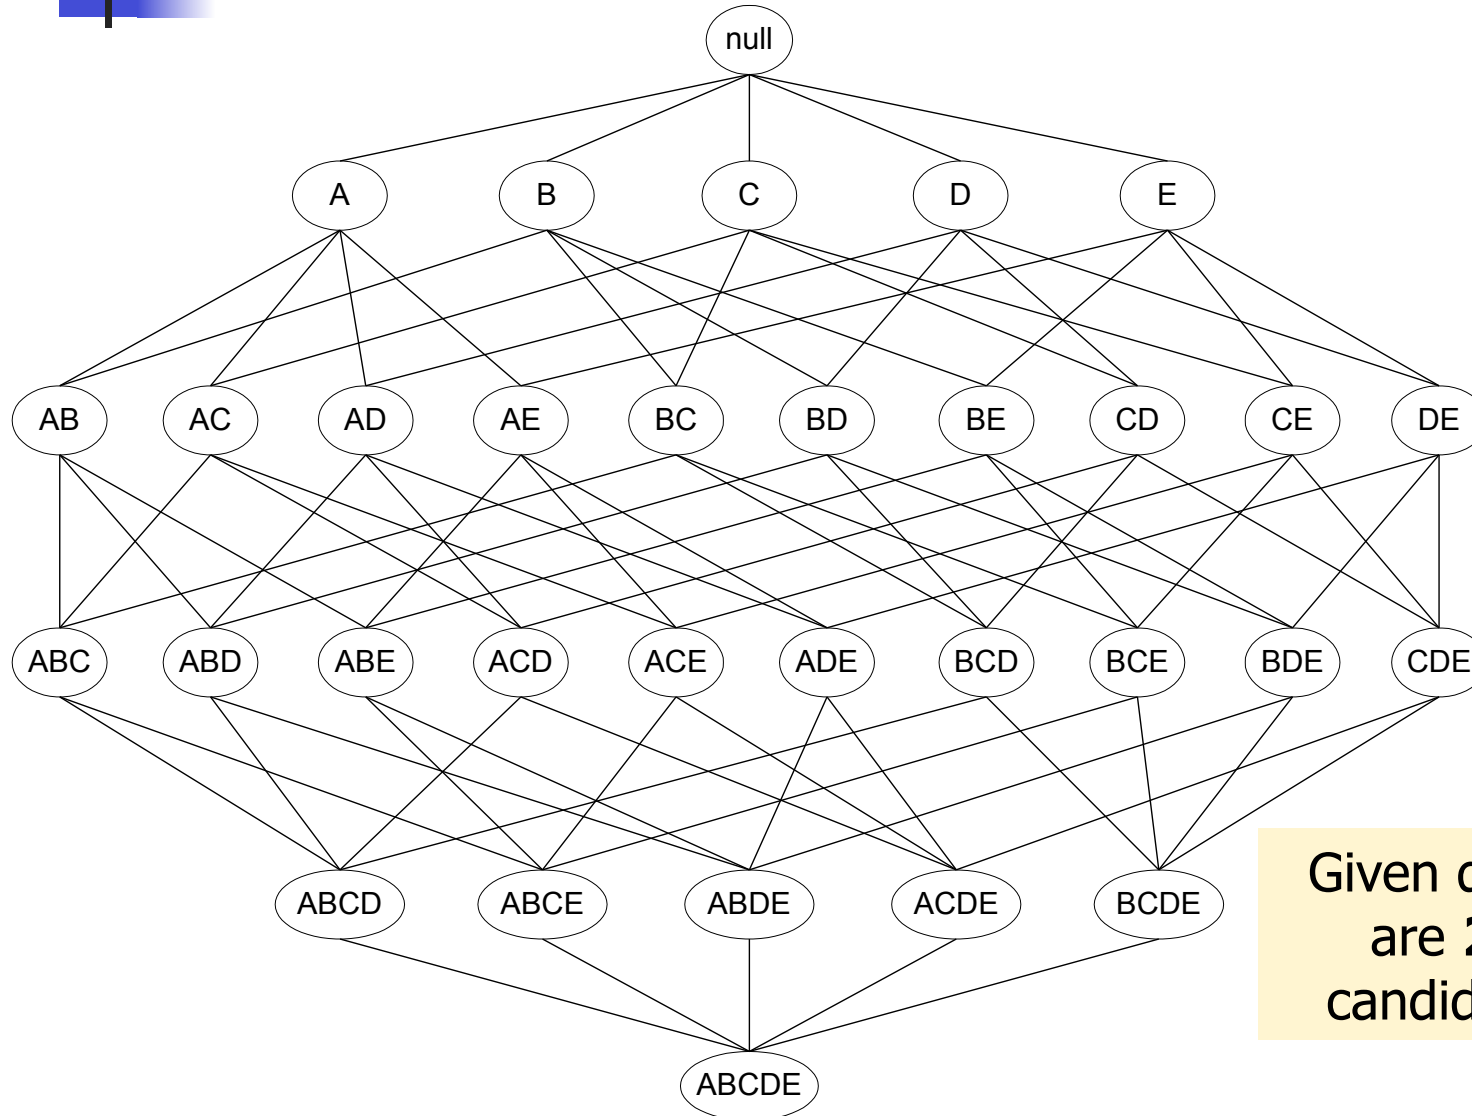 null
A B C D E
AB AC AD AE BC BD BE CD CE DE
ABC ABD ABE ACD ACE ADE BCD BCE BDE CDE
ABCD ABCE ABDE ACDE BCDE
Given
are 2
candid
ABCDE